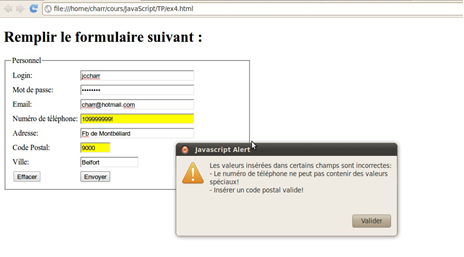 file:///home/charr/cours/JavaScript/TP/ex4.html
Remplir le formulaire suivant :
Personnel
Login: jccharr
Mot de passe: ••••••••
Email: charr@hotmail.com
Numéro de téléphone: 109999999!
Adresse: Fb de Montbéliard
Code Postal: 9000
Ville: Belfort
Effacer Envoyer
Javascript Alert
Les valeurs insérées dans certains champs sont incorrectes:
- Le numéro de téléphone ne peut pas contenir des valeurs
spéciaux!
- Insérer un code postal valide!
Valider